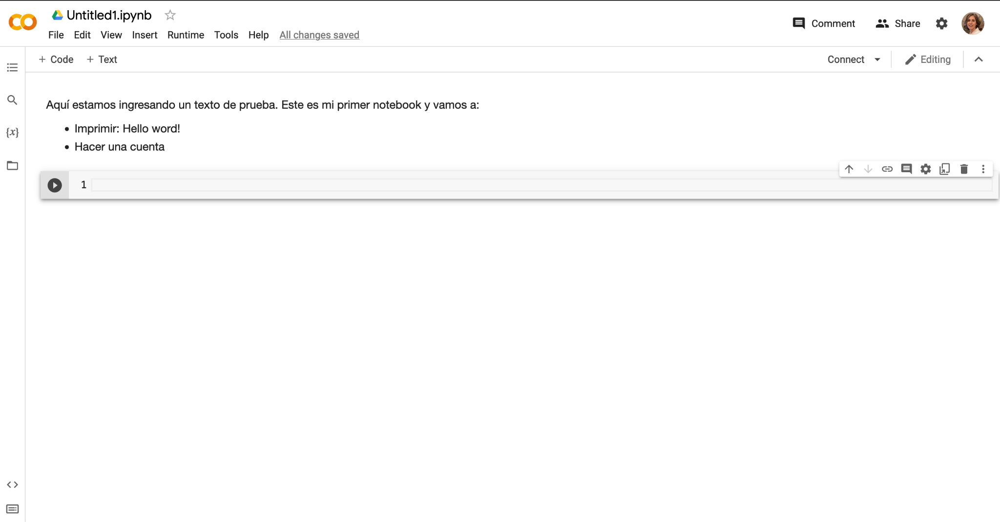 Untitled1.ipynb
File Edit View Insert Runtime Tools Help All changes saved
Comment Share
+ Code + Text
Connect Editing
{x}
Aquí estamos ingresando un texto de prueba. Este es mi primer notebook y vamos a:
• Imprimir: Hello word!
• Hacer una cuenta
1